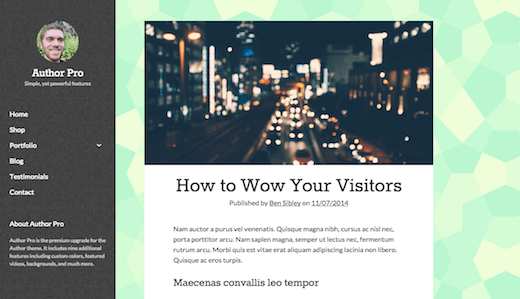 Author Pro
Simple, yet powerful features
Home
Shop
Portfolio
Blog
Testimonials
Contact
About Author Pro
Author Pro is the premium upgrade for the
Author theme. It includes nine additional
features including custom colors, featured
videos, backgrounds, and much more.
How to Wow Your Visitors
Published by Ben Sibley on 11/07/2014
Nam auctor a purus vel venenatis. Quisque magna nibh, cursus ac nisl nec,
porta porttitor arcu. Nam sapien magna, semper ut lectus nec, fermentum
rutrum arcu. Morbi quis est vitae erat aliquam adipiscing lacinia non libero.
Quisque ac eros turpis.
Maecenas convallis leo tempor